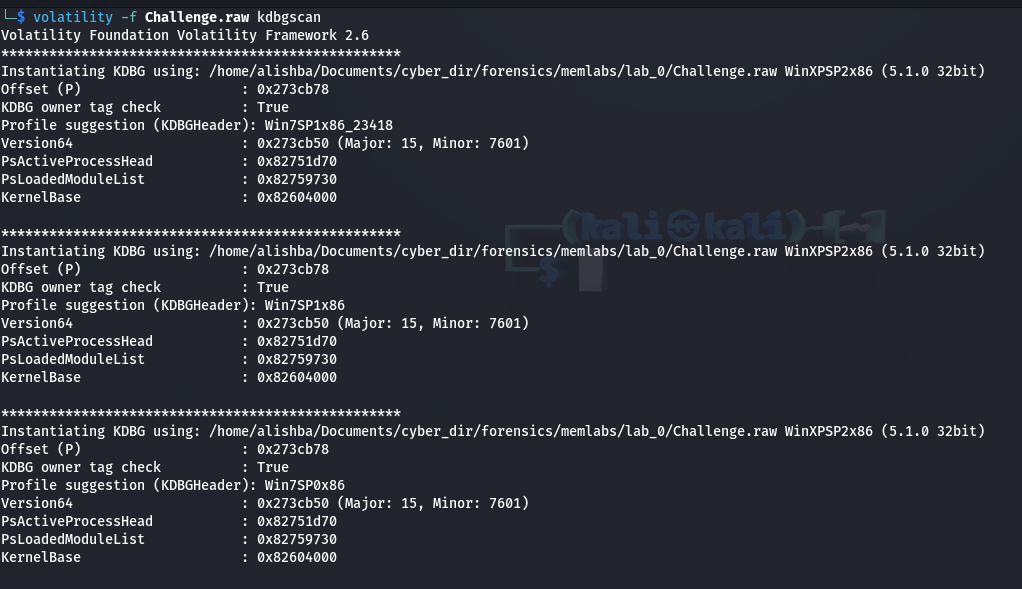 └─$ volatility -f Challenge.raw kdbgscan
Volatility Foundation Volatility Framework 2.6
**************************************************
Instantiating KDBG using: /home/alishba/Documents/cyber_dir/forensics/memlabs/lab_0/Challenge.raw WinXPSP2x86 (5.1.0 32bit)
Offset (P)                    : 0x273cb78
KDBG owner tag check          : True
Profile suggestion (KDBGHeader): Win7SP1x86_23418
Version64                     : 0x273cb50 (Major: 15, Minor: 7601)
PsActiveProcessHead           : 0x82751d70
PsLoadedModuleList            : 0x82759730
KernelBase                    : 0x82604000
**************************************************
Instantiating KDBG using: /home/alishba/Documents/cyber_dir/forensics/memlabs/lab_0/Challenge.raw WinXPSP2x86 (5.1.0 32bit)
Offset (P)                    : 0x273cb78
KDBG owner tag check          : True
Profile suggestion (KDBGHeader): Win7SP1x86
Version64                     : 0x273cb50 (Major: 15, Minor: 7601)
PsActiveProcessHead           : 0x82751d70
PsLoadedModuleList            : 0x82759730
KernelBase                    : 0x82604000
**************************************************
Instantiating KDBG using: /home/alishba/Documents/cyber_dir/forensics/memlabs/lab_0/Challenge.raw WinXPSP2x86 (5.1.0 32bit)
Offset (P)                    : 0x273cb78
KDBG owner tag check          : True
Profile suggestion (KDBGHeader): Win7SP0x86
Version64                     : 0x273cb50 (Major: 15, Minor: 7601)
PsActiveProcessHead           : 0x82751d70
PsLoadedModuleList            : 0x82759730
KernelBase                    : 0x82604000
┌──(kali㉿kali)-[~]
└─$